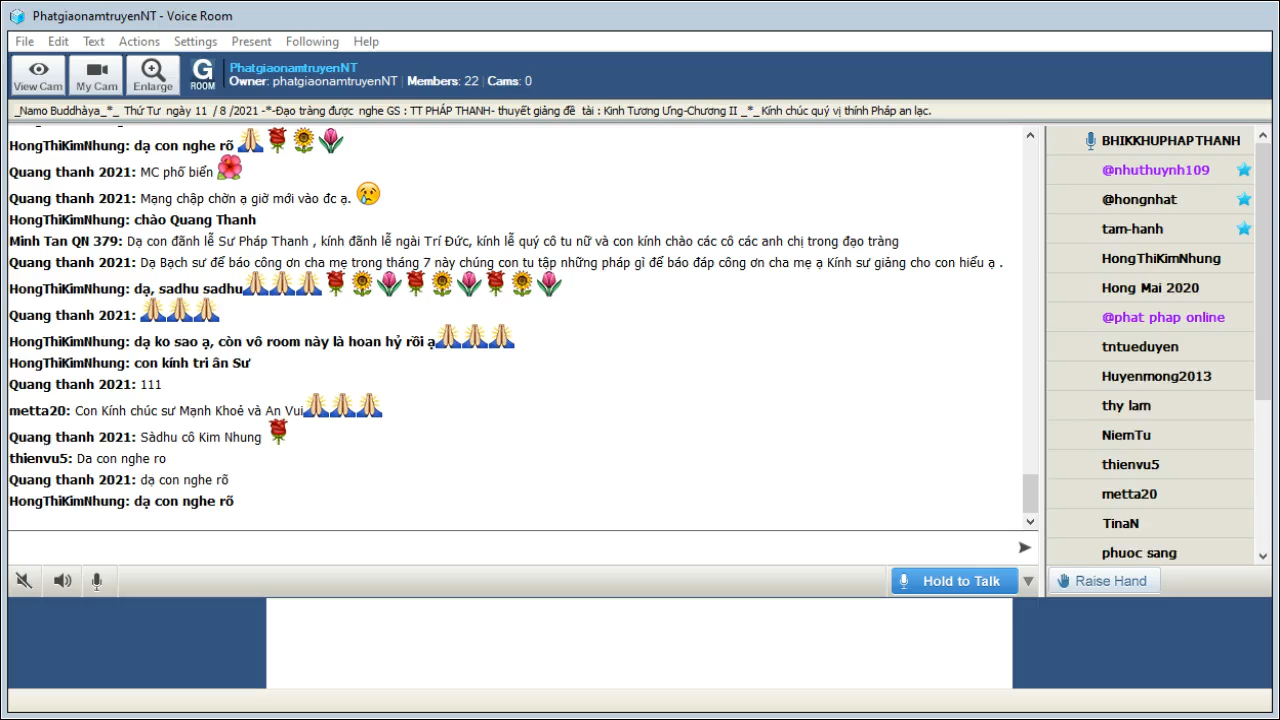 PhatgiaonamtruyenNT - Voice Room
File Edit Text Actions Settings Present Following Help
View Cam My Cam Enlarge G ROOM
PhatgiaonamtruyenNT
Owner: phatgiaonamtruyenNT | Members: 22 | Cams: 0
_Namo Buddhàya_*_ Thứ Tư ngày 11 / 8 /2021 -*-Đạo tràng được nghe GS : TT PHÁP THANH- thuyết giảng đề tài : Kinh Tương Ưng-Chương II _*_ Kính chúc quý vị thính Pháp an lạc.
HongThiKimNhung: dạ con nghe rõ
Quang thanh 2021: MC phổ biển
Quang thanh 2021: Mạng chập chờn ạ giờ mới vào đc ạ.
HongThiKimNhung: chào Quang Thanh
Minh Tan QN 379: Dạ con đãnh lễ Sư Pháp Thanh , kính đãnh lễ ngài Trí Đức, kính lễ quý cô tu nữ và con kính chào các cô các anh chị trong đạo tràng
Quang thanh 2021: Dạ Bạch sư để báo công ơn cha mẹ trong tháng 7 này chúng con tu tập những pháp gì để báo đáp công ơn cha mẹ ạ Kính sư giảng cho con hiểu ạ .
HongThiKimNhung: dạ, sadhu sadhu
Quang thanh 2021:
HongThiKimNhung: dạ ko sao ạ, còn vô room này là hoan hỷ rồi ạ
HongThiKimNhung: con kính tri ân Sư
Quang thanh 2021: 111
metta20: Con Kính chúc sư Mạnh Khoẻ và An Vui
Quang thanh 2021: Sàdhu cô Kim Nhung
thienvu5: Da con nghe ro
Quang thanh 2021: dạ con nghe rõ
HongThiKimNhung: dạ con nghe rõ
BHIKKHUPHAPTHANH
@nhuthuynh109
@hongnhat
tam-hanh
HongThiKimNhung
Hong Mai 2020
@phat phap online
tntueduyen
Huyenmong2013
thy lam
NiemTu
thienvu5
metta20
TinaN
phuoc sang
Hold to Talk
Raise Hand